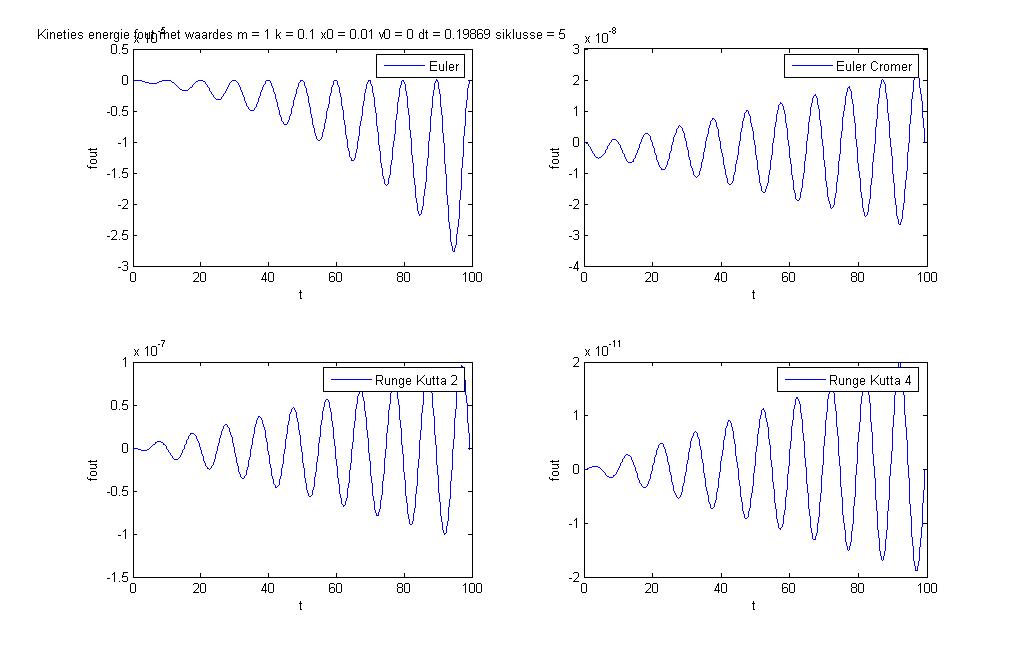 Kineties energie fout met waardes m = 1 k = 0.1 x0 = 0.01 v0 = 0 dt = 0.19869 siklusse = 5
x 10^-5
Euler
0.5
0
-0.5
-1
-1.5
-2
-2.5
-3
fout
0 20 40 60 80 100
t
x 10^-8
Euler Cromer
3
2
1
0
-1
-2
-3
-4
fout
0 20 40 60 80 100
t
x 10^-7
Runge Kutta 2
1
0.5
0
-0.5
-1
-1.5
fout
0 20 40 60 80 100
t
x 10^-11
Runge Kutta 4
2
1
0
-1
-2
fout
0 20 40 60 80 100
t